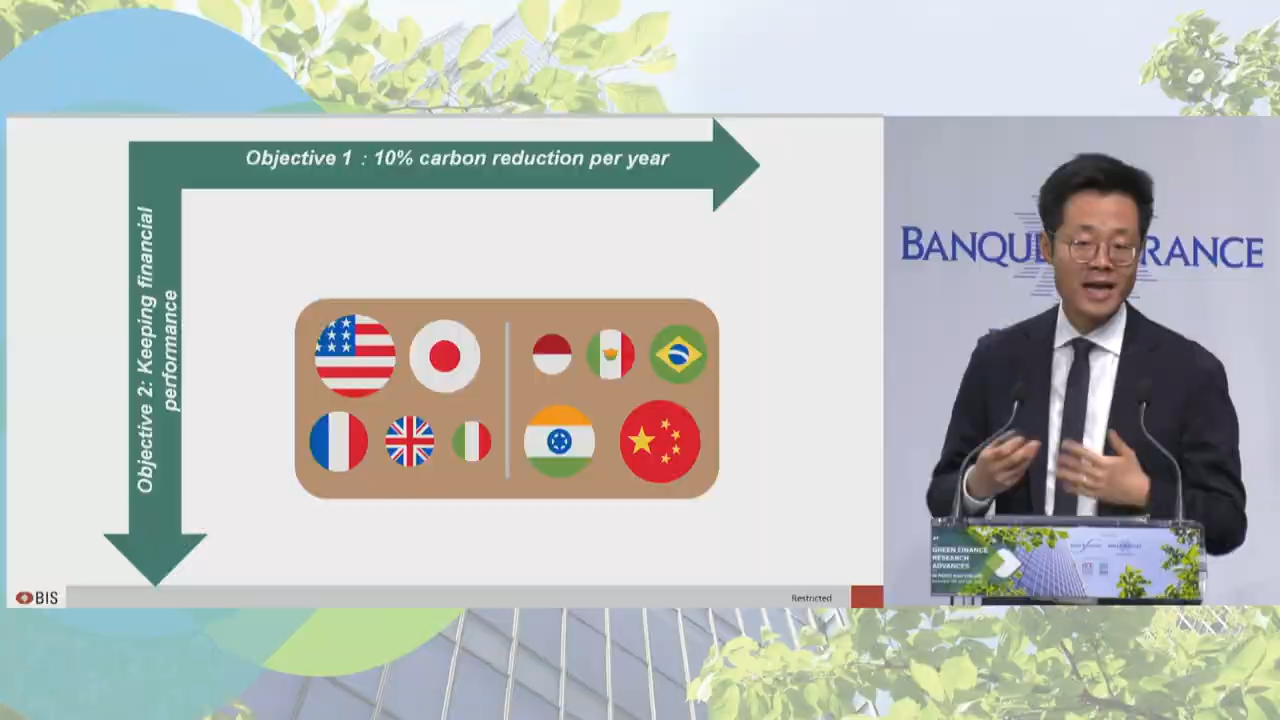 Objective 1 : 10% carbon reduction per year
Objective 2: Keeping financial
performance
BIS
Restricted
BANQUE
RANCE
GREEN FINANCE
RESEARCH
ADVANCES